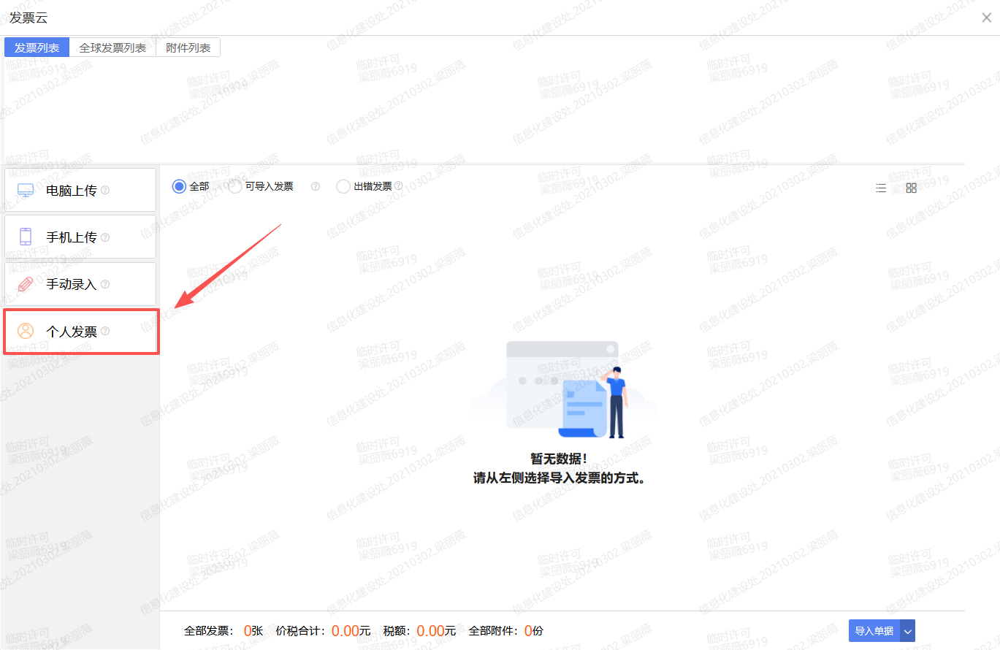 发票云
发票列表 全球发票列表 附件列表
电脑上传
手机上传
手动录入
个人发票
全部 可导入发票 出错发票
暂无数据！
请从左侧选择导入发票的方式。
全部发票： 0张 价税合计： 0.00元 税额： 0.00元 全部附件： 0份
导入单据
临时许可
梁丽薇6919
信息化建设处,20210302,梁丽薇